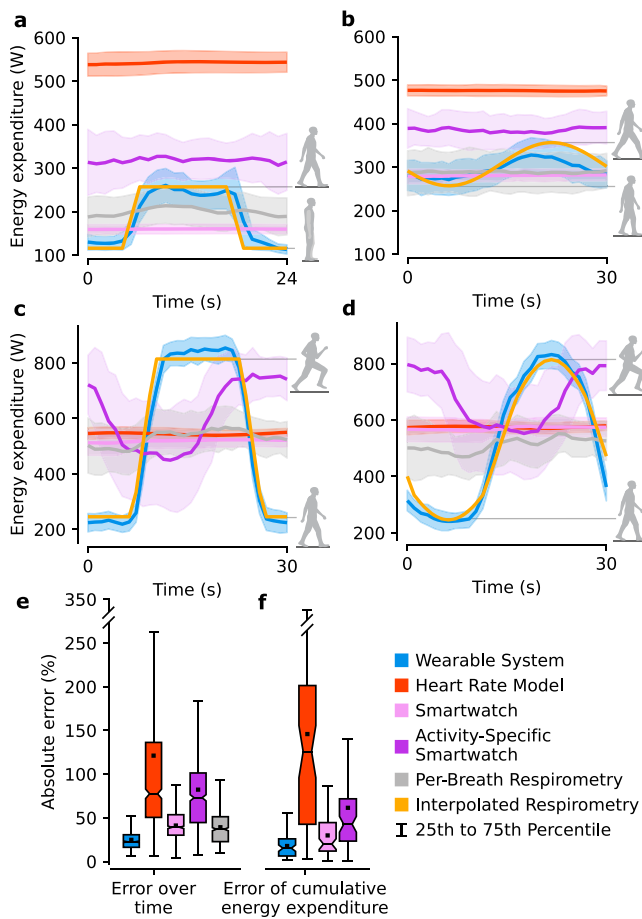 a
b
Energy expenditure (W)
600
500
400
300
200
100
0
24
Time (s)
600
500
400
300
200
100
0
30
Time (s)
c
d
Energy expenditure (W)
800
600
400
200
0
30
Time (s)
800
600
400
200
0
30
Time (s)
e
f
Absolute error (%)
350
250
200
150
100
50
0
Error over
time
Error of cumulative
energy expenditure
Wearable System
Heart Rate Model
Smartwatch
Activity-Specific
Smartwatch
Per-Breath Respirometry
Interpolated Respirometry
25th to 75th Percentile